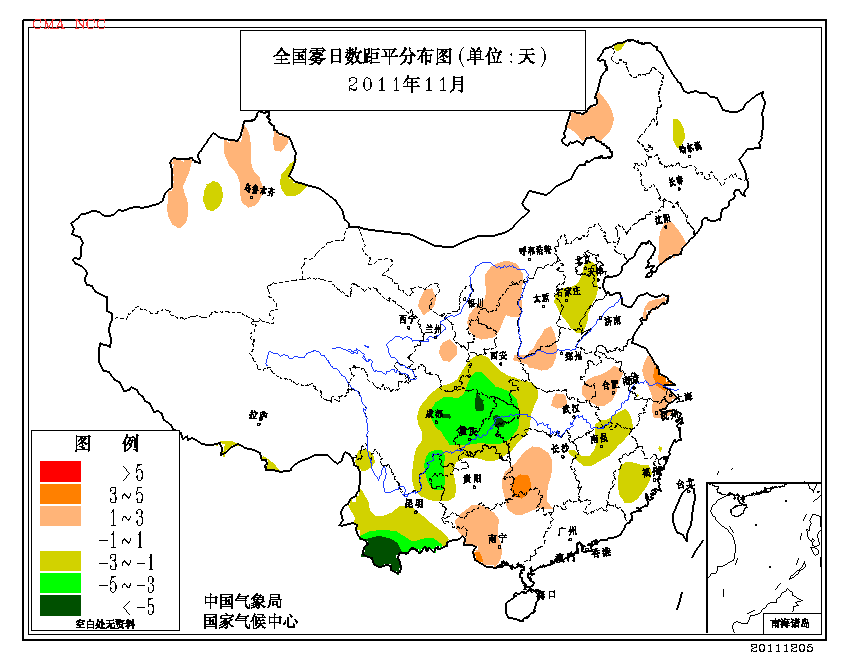 CMA NCC
全国雾日数距平分布图(单位:天)
2011年11月
哈尔滨
长春
乌鲁木齐
沈阳
呼和浩特
北京
天津
石家庄
银川
太原
济南
西宁
兰州
西安
郑州
拉萨
成都
重庆
合肥
南京
上海
杭州
武汉
南昌
长沙
贵阳
福州
台北
昆明
南宁
广州
澳门
香港
海口
图 例
>5
3~5
1~3
-1~1
-3~-1
-5~-3
<-5
空白处无资料
中国气象局
国家气候中心
南海诸岛
20111205